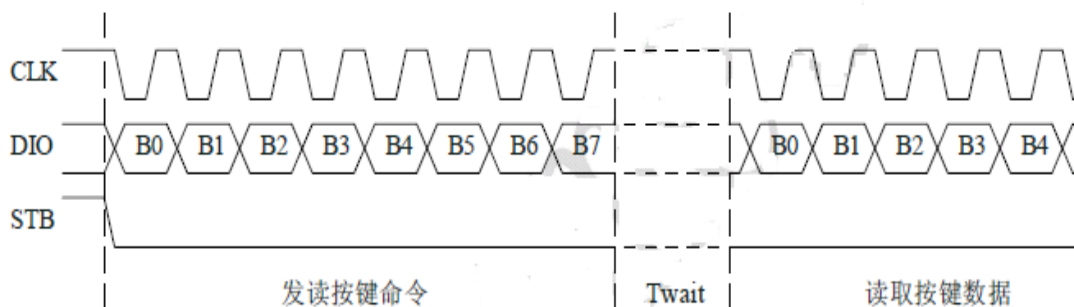 CLK
DIO B0 B1 B2 B3 B4 B5 B6 B7 B0 B1 B2 B3 B4
STB
发读按键命令 Twait 读取按键数据